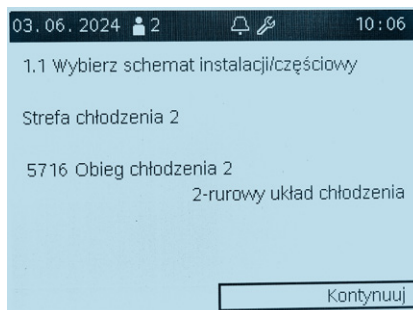 03.06.2024 2 10:06
1.1 Wybierz schemat instalacji/częściowy
Strefa chłodzenia 2
5716 Obieg chłodzenia 2
2-rurowy układ chłodzenia
Kontynuuj